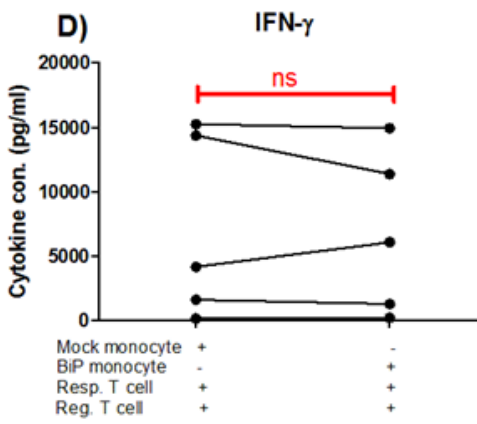 D)
IFN-γ
ns
Cytokine con. (pg/ml)
20000
15000
10000
5000
0
Mock monocyte + -
BiP monocyte - +
Resp. T cell + +
Reg. T cell + +